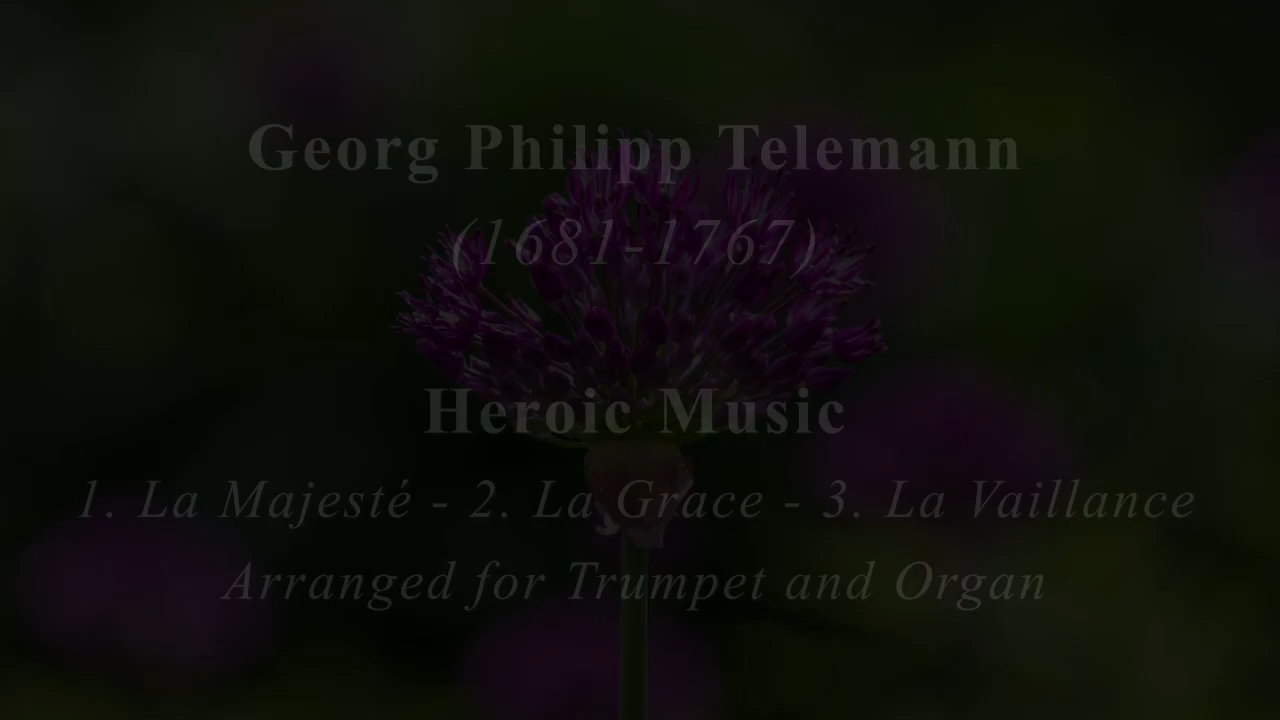 Georg Philipp Telemann
(1681-1767)
Heroic Music
1. La Majesté - 2. La Grace - 3. La Vaillance
Arranged for Trumpet and Organ